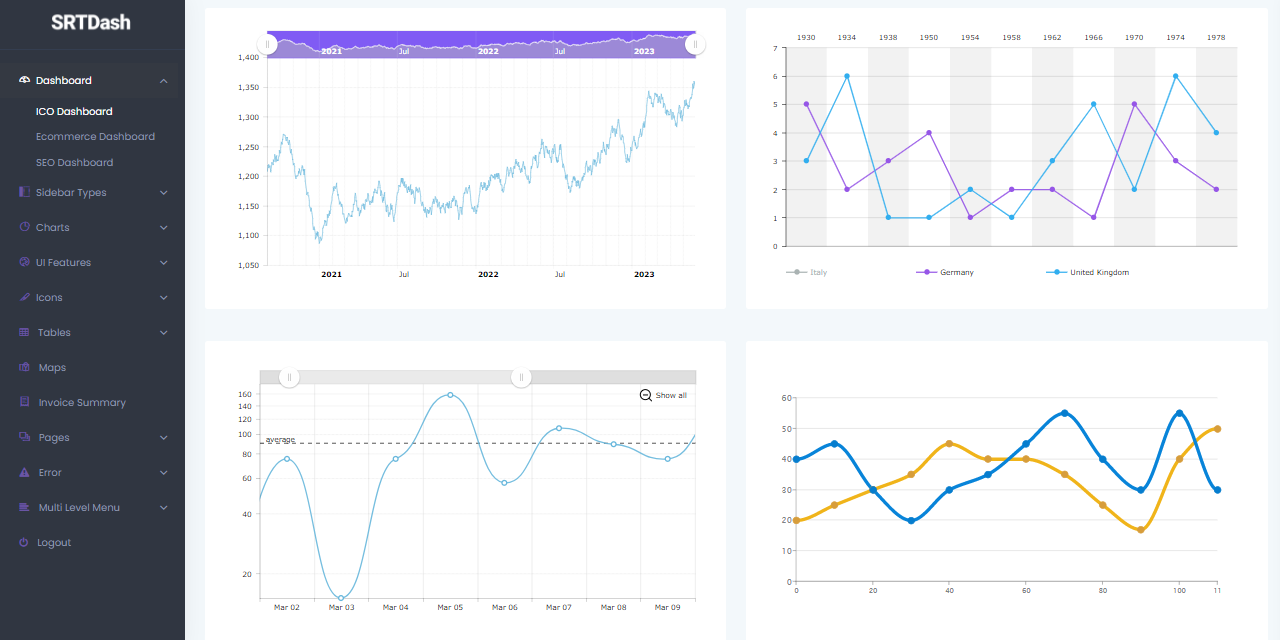 SRTDash
Dashboard
ICO Dashboard
Ecommerce Dashboard
SEO Dashboard
Sidebar Types
Charts
UI Features
Icons
Tables
Maps
Invoice Summary
Pages
Error
Multi Level Menu
Logout
2021 Jul 2022 Jul 2023
1,400
1,350
1,300
1,250
1,200
1,150
1,100
1,050
2021 Jul 2022 Jul 2023
1930 1934 1938 1950 1954 1958 1962 1966 1970 1974 1978
7
6
5
4
3
2
1
0
Italy Germany United Kingdom
Show all
160
140
120
100
average
80
60
40
20
Mar 02 Mar 03 Mar 04 Mar 05 Mar 06 Mar 07 Mar 08 Mar 09
60
50
40
30
20
10
0
0 20 40 60 80 100 11